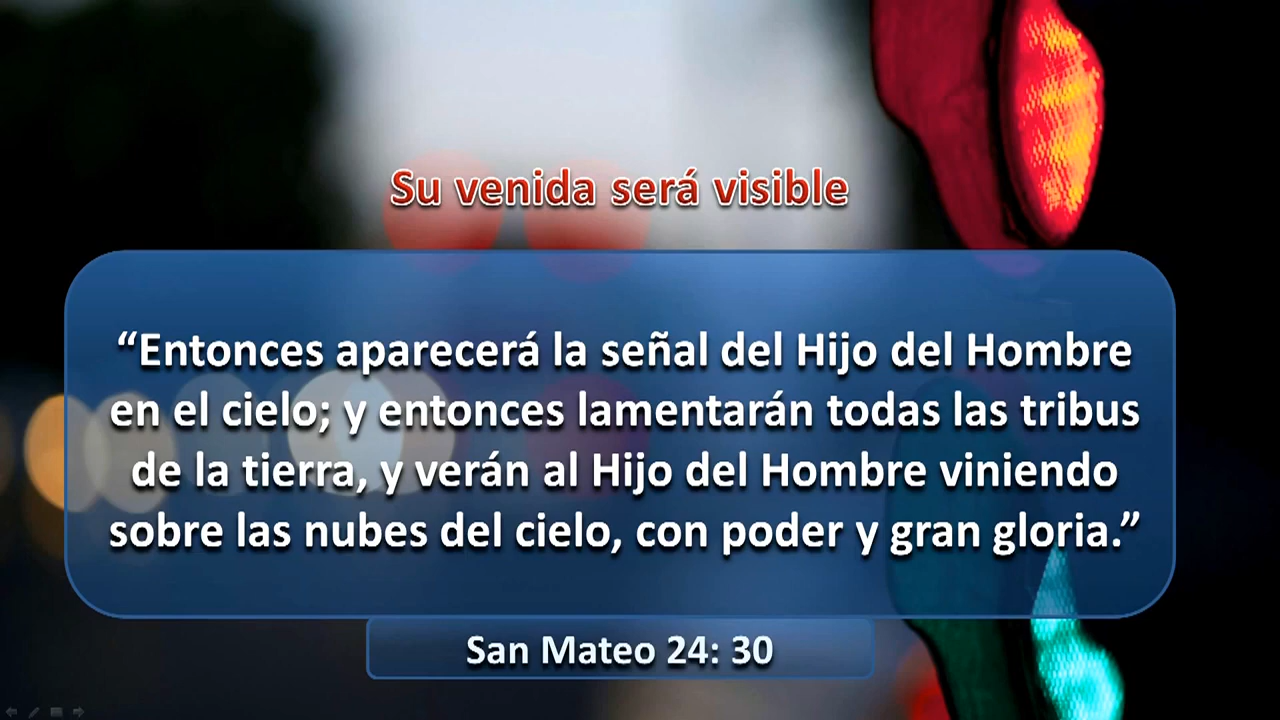 Su venida será visible
“Entonces aparecerá la señal del Hijo del Hombre
en el cielo; y entonces lamentarán todas las tribus
de la tierra, y verán al Hijo del Hombre viniendo
sobre las nubes del cielo, con poder y gran gloria.”
San Mateo 24: 30